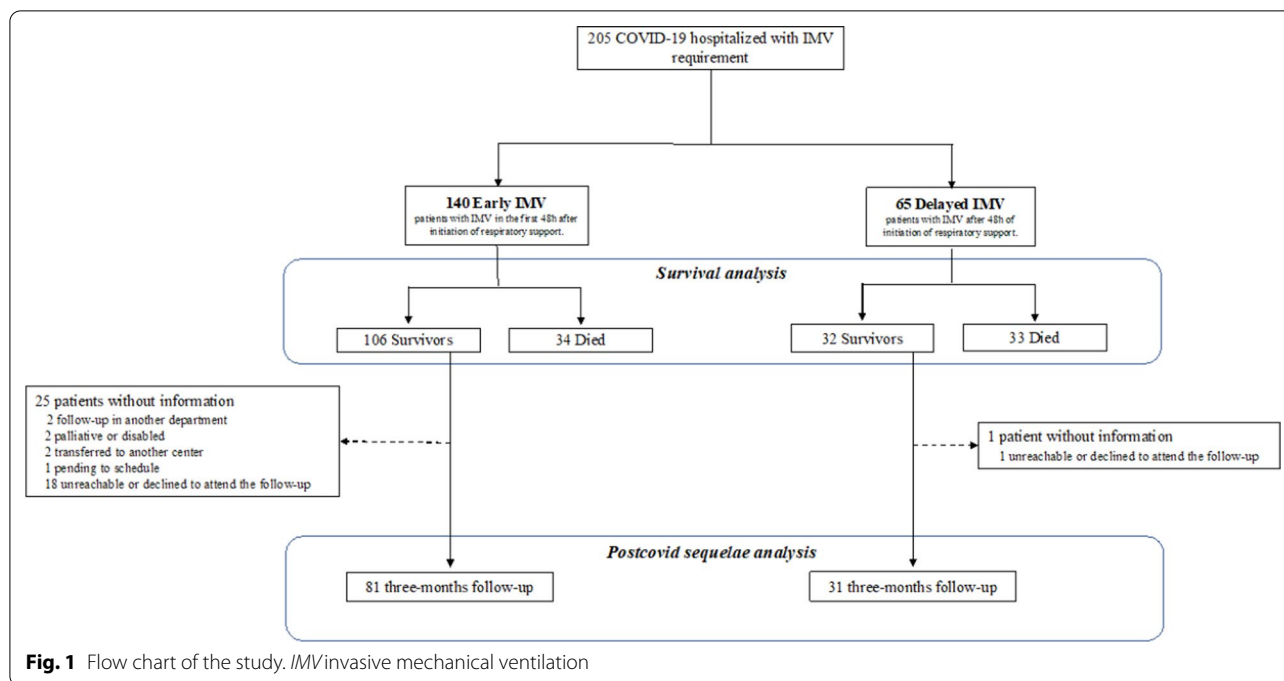 205 COVID-19 hospitalized with IMV
requirement
140 Early IMV
patients with IMV in the first 48h after
initiation of respiratory support.
65 Delayed IMV
patients with IMV after 48h of
initiation of respiratory support.
Survival analysis
106 Survivors
34 Died
32 Survivors
33 Died
25 patients without information
2 follow-up in another department
2 palliative or disabled
2 transferred to another center
1 pending to schedule
18 unreachable or declined to attend the follow-up
1 patient without information
1 unreachable or declined to attend the follow-up
Postcovid sequelae analysis
81 three-months follow-up
31 three-months follow-up
Fig. 1 Flow chart of the study. IMV invasive mechanical ventilation